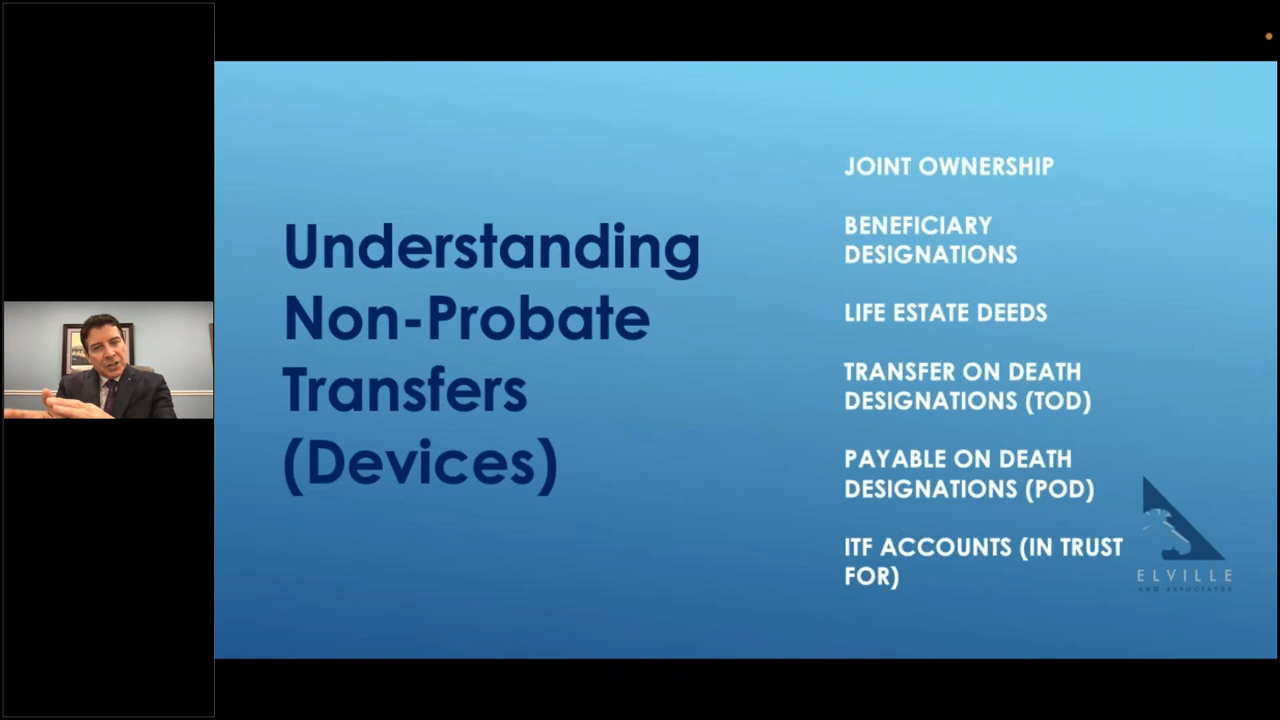 Understanding
Non-Probate
Transfers
(Devices)
JOINT OWNERSHIP
BENEFICIARY
DESIGNATIONS
LIFE ESTATE DEEDS
TRANSFER ON DEATH
DESIGNATIONS (TOD)
PAYABLE ON DEATH
DESIGNATIONS (POD)
ITF ACCOUNTS (IN TRUST
FOR)
ELVILLE
AND ASSOCIATES